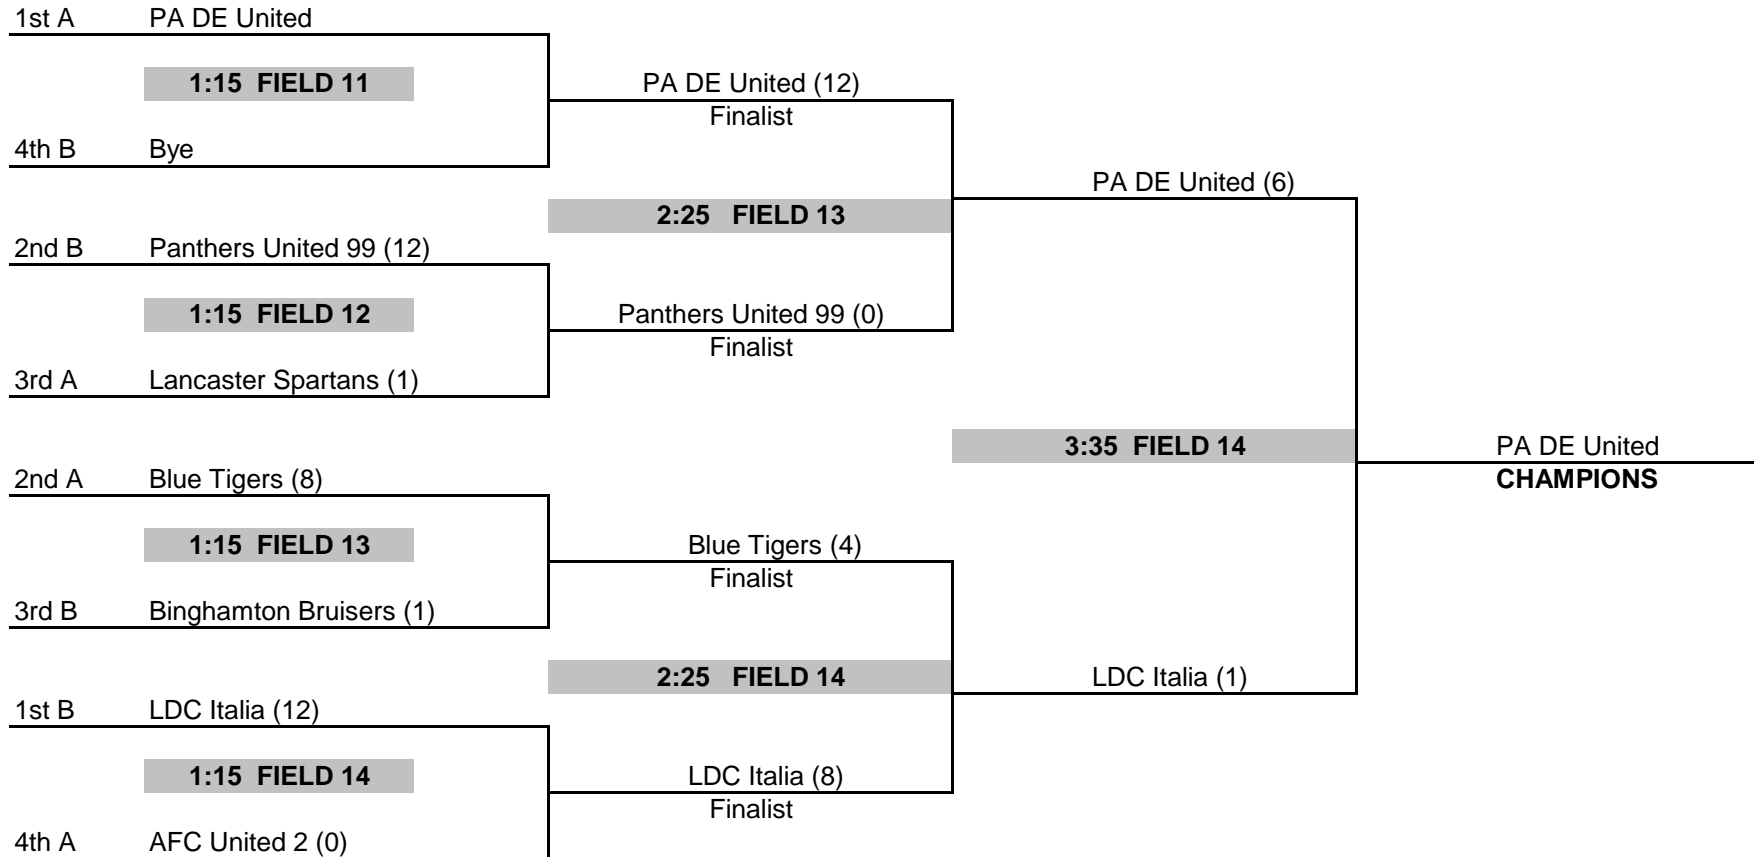 1st A PA DE United
1:15 FIELD 11 PA DE United (12)
Finalist
4th B Bye
PA DE United (6)
2:25 FIELD 13
2nd B Panthers United 99 (12)
1:15 FIELD 12 Panthers United 99 (0)
Finalist
3rd A Lancaster Spartans (1)
3:35 FIELD 14 PA DE United
2nd A Blue Tigers (8) CHAMPIONS
1:15 FIELD 13 Blue Tigers (4)
Finalist
3rd B Binghamton Bruisers (1)
2:25 FIELD 14 LDC Italia (1)
1st B LDC Italia (12)
1:15 FIELD 14 LDC Italia (8)
Finalist
4th A AFC United 2 (0)